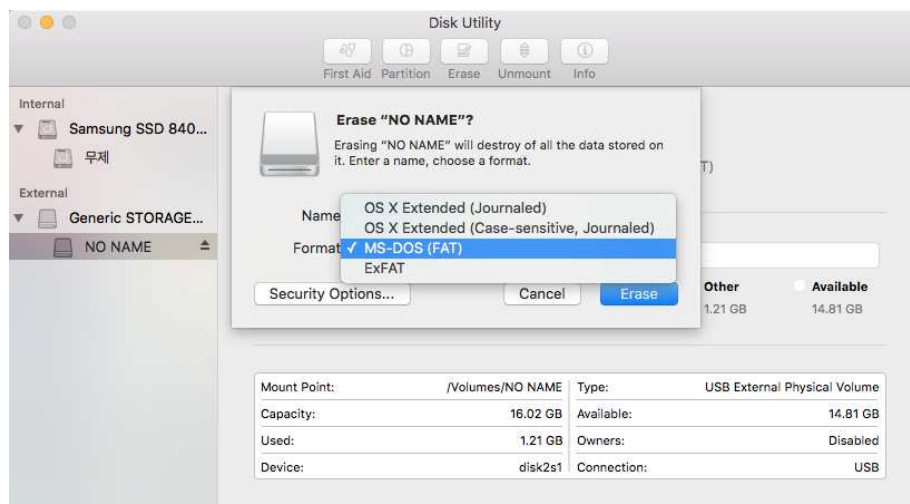 Disk Utility
First Aid Partition Erase Unmount Info
Internal
Samsung SSD 840...
무제
External
Generic STORAGE...
NO NAME
Erase “NO NAME”?
Erasing “NO NAME” will destroy of all the data stored on
it. Enter a name, choose a format.
T)
Name
OS X Extended (Journaled)
OS X Extended (Case-sensitive, Journaled)
Format ✓ MS-DOS (FAT)
ExFAT
Security Options... Cancel Erase
Other Available
1.21 GB 14.81 GB
Mount Point: /Volumes/NO NAME Type: USB External Physical Volume
Capacity: 16.02 GB Available: 14.81 GB
Used: 1.21 GB Owners: Disabled
Device: disk2s1 Connection: USB